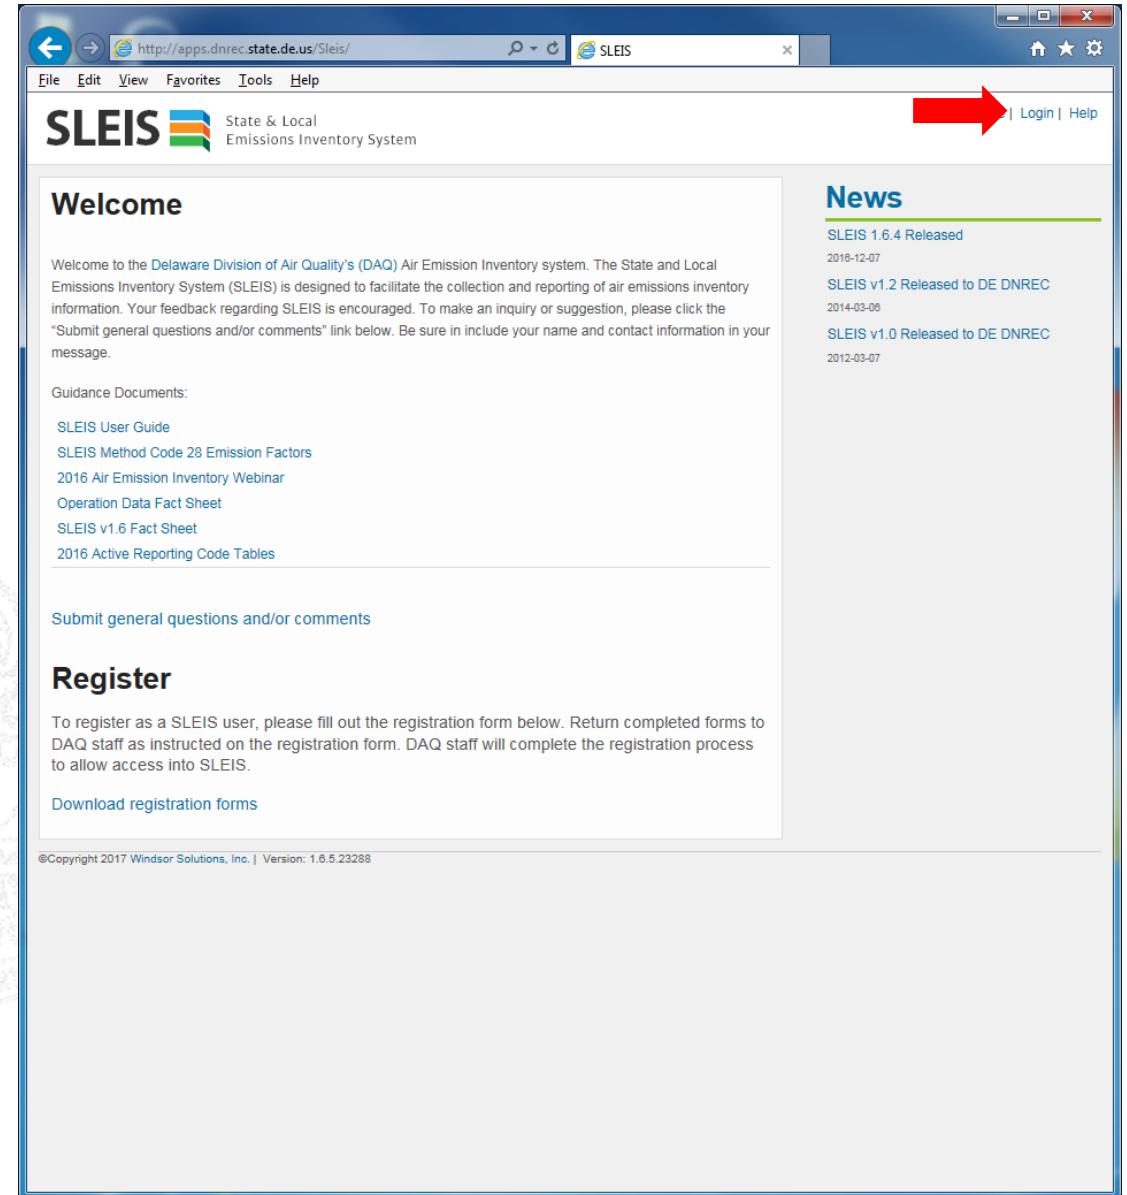 http://apps.dnrec.state.de.us/Sleis/
SLEIS
File Edit View Favorites Tools Help
SLEIS State & Local
Emissions Inventory System
| Login | Help
Welcome
Welcome to the Delaware Division of Air Quality's (DAQ) Air Emission Inventory system. The State and Local
Emissions Inventory System (SLEIS) is designed to facilitate the collection and reporting of air emissions inventory
information. Your feedback regarding SLEIS is encouraged. To make an inquiry or suggestion, please click the
“Submit general questions and/or comments” link below. Be sure in include your name and contact information in your
message.
Guidance Documents:
SLEIS User Guide
SLEIS Method Code 28 Emission Factors
2016 Air Emission Inventory Webinar
Operation Data Fact Sheet
SLEIS v1.6 Fact Sheet
2016 Active Reporting Code Tables
Submit general questions and/or comments
Register
To register as a SLEIS user, please fill out the registration form below. Return completed forms to
DAQ staff as instructed on the registration form. DAQ staff will complete the registration process
to allow access into SLEIS.
Download registration forms
News
SLEIS 1.6.4 Released
2016-12-07
SLEIS v1.2 Released to DE DNREC
2014-03-06
SLEIS v1.0 Released to DE DNREC
2012-03-07
©Copyright 2017 Windsor Solutions, Inc. | Version: 1.6.5.23288